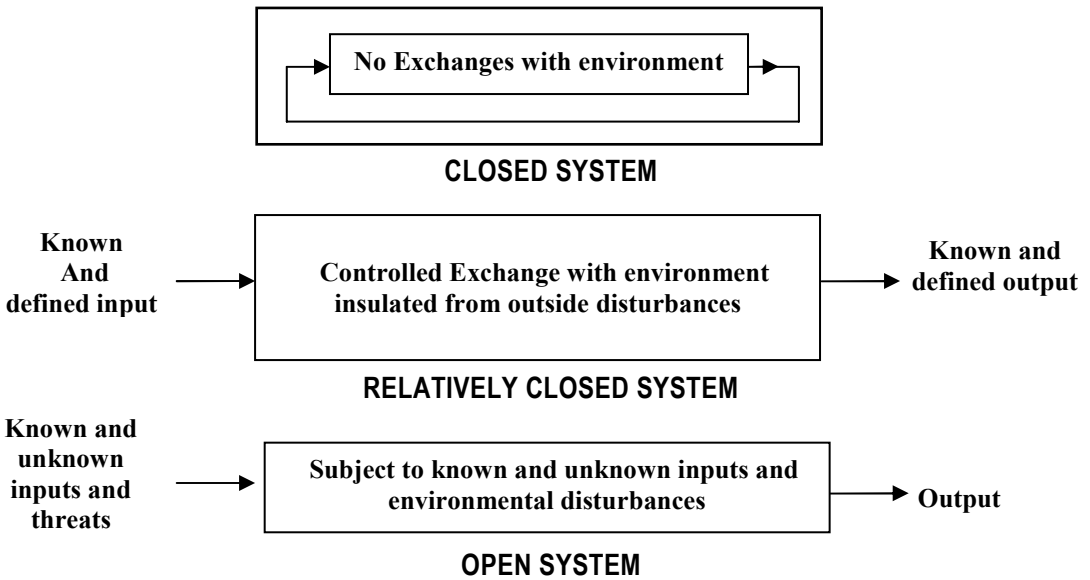 No Exchanges with environment
CLOSED SYSTEM
Known
And
defined input
Controlled Exchange with environment
insulated from outside disturbances
Known and
defined output
RELATIVELY CLOSED SYSTEM
Known and
unknown
inputs and
threats
Subject to known and unknown inputs and
environmental disturbances
Output
OPEN SYSTEM